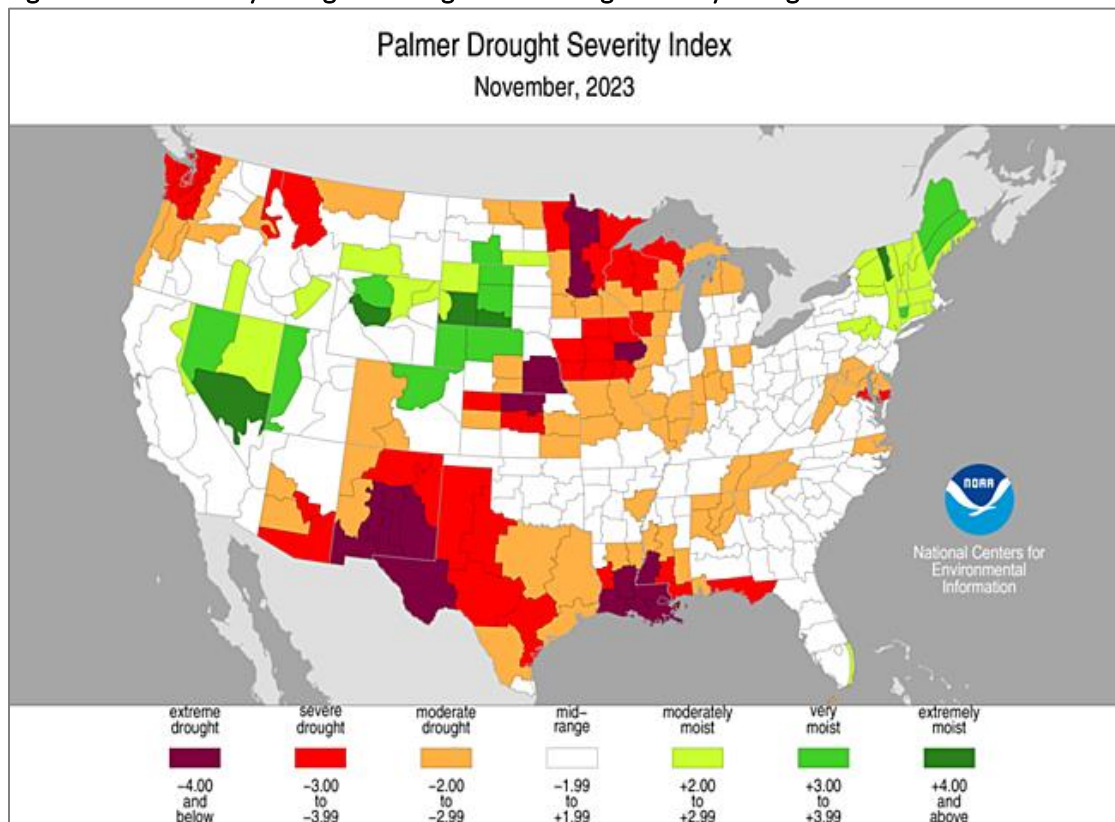 Palmer Drought Severity Index
November, 2023
NOAA
National Centers for
Environmental
Information
extreme drought
severe drought
moderate drought
mid–range
moderately moist
very moist
extremely moist
−4.00 and below
−3.00 to −3.99
−2.00 to −2.99
−1.99 to +1.99
+2.00 to +2.99
+3.00 to +3.99
+4.00 and above